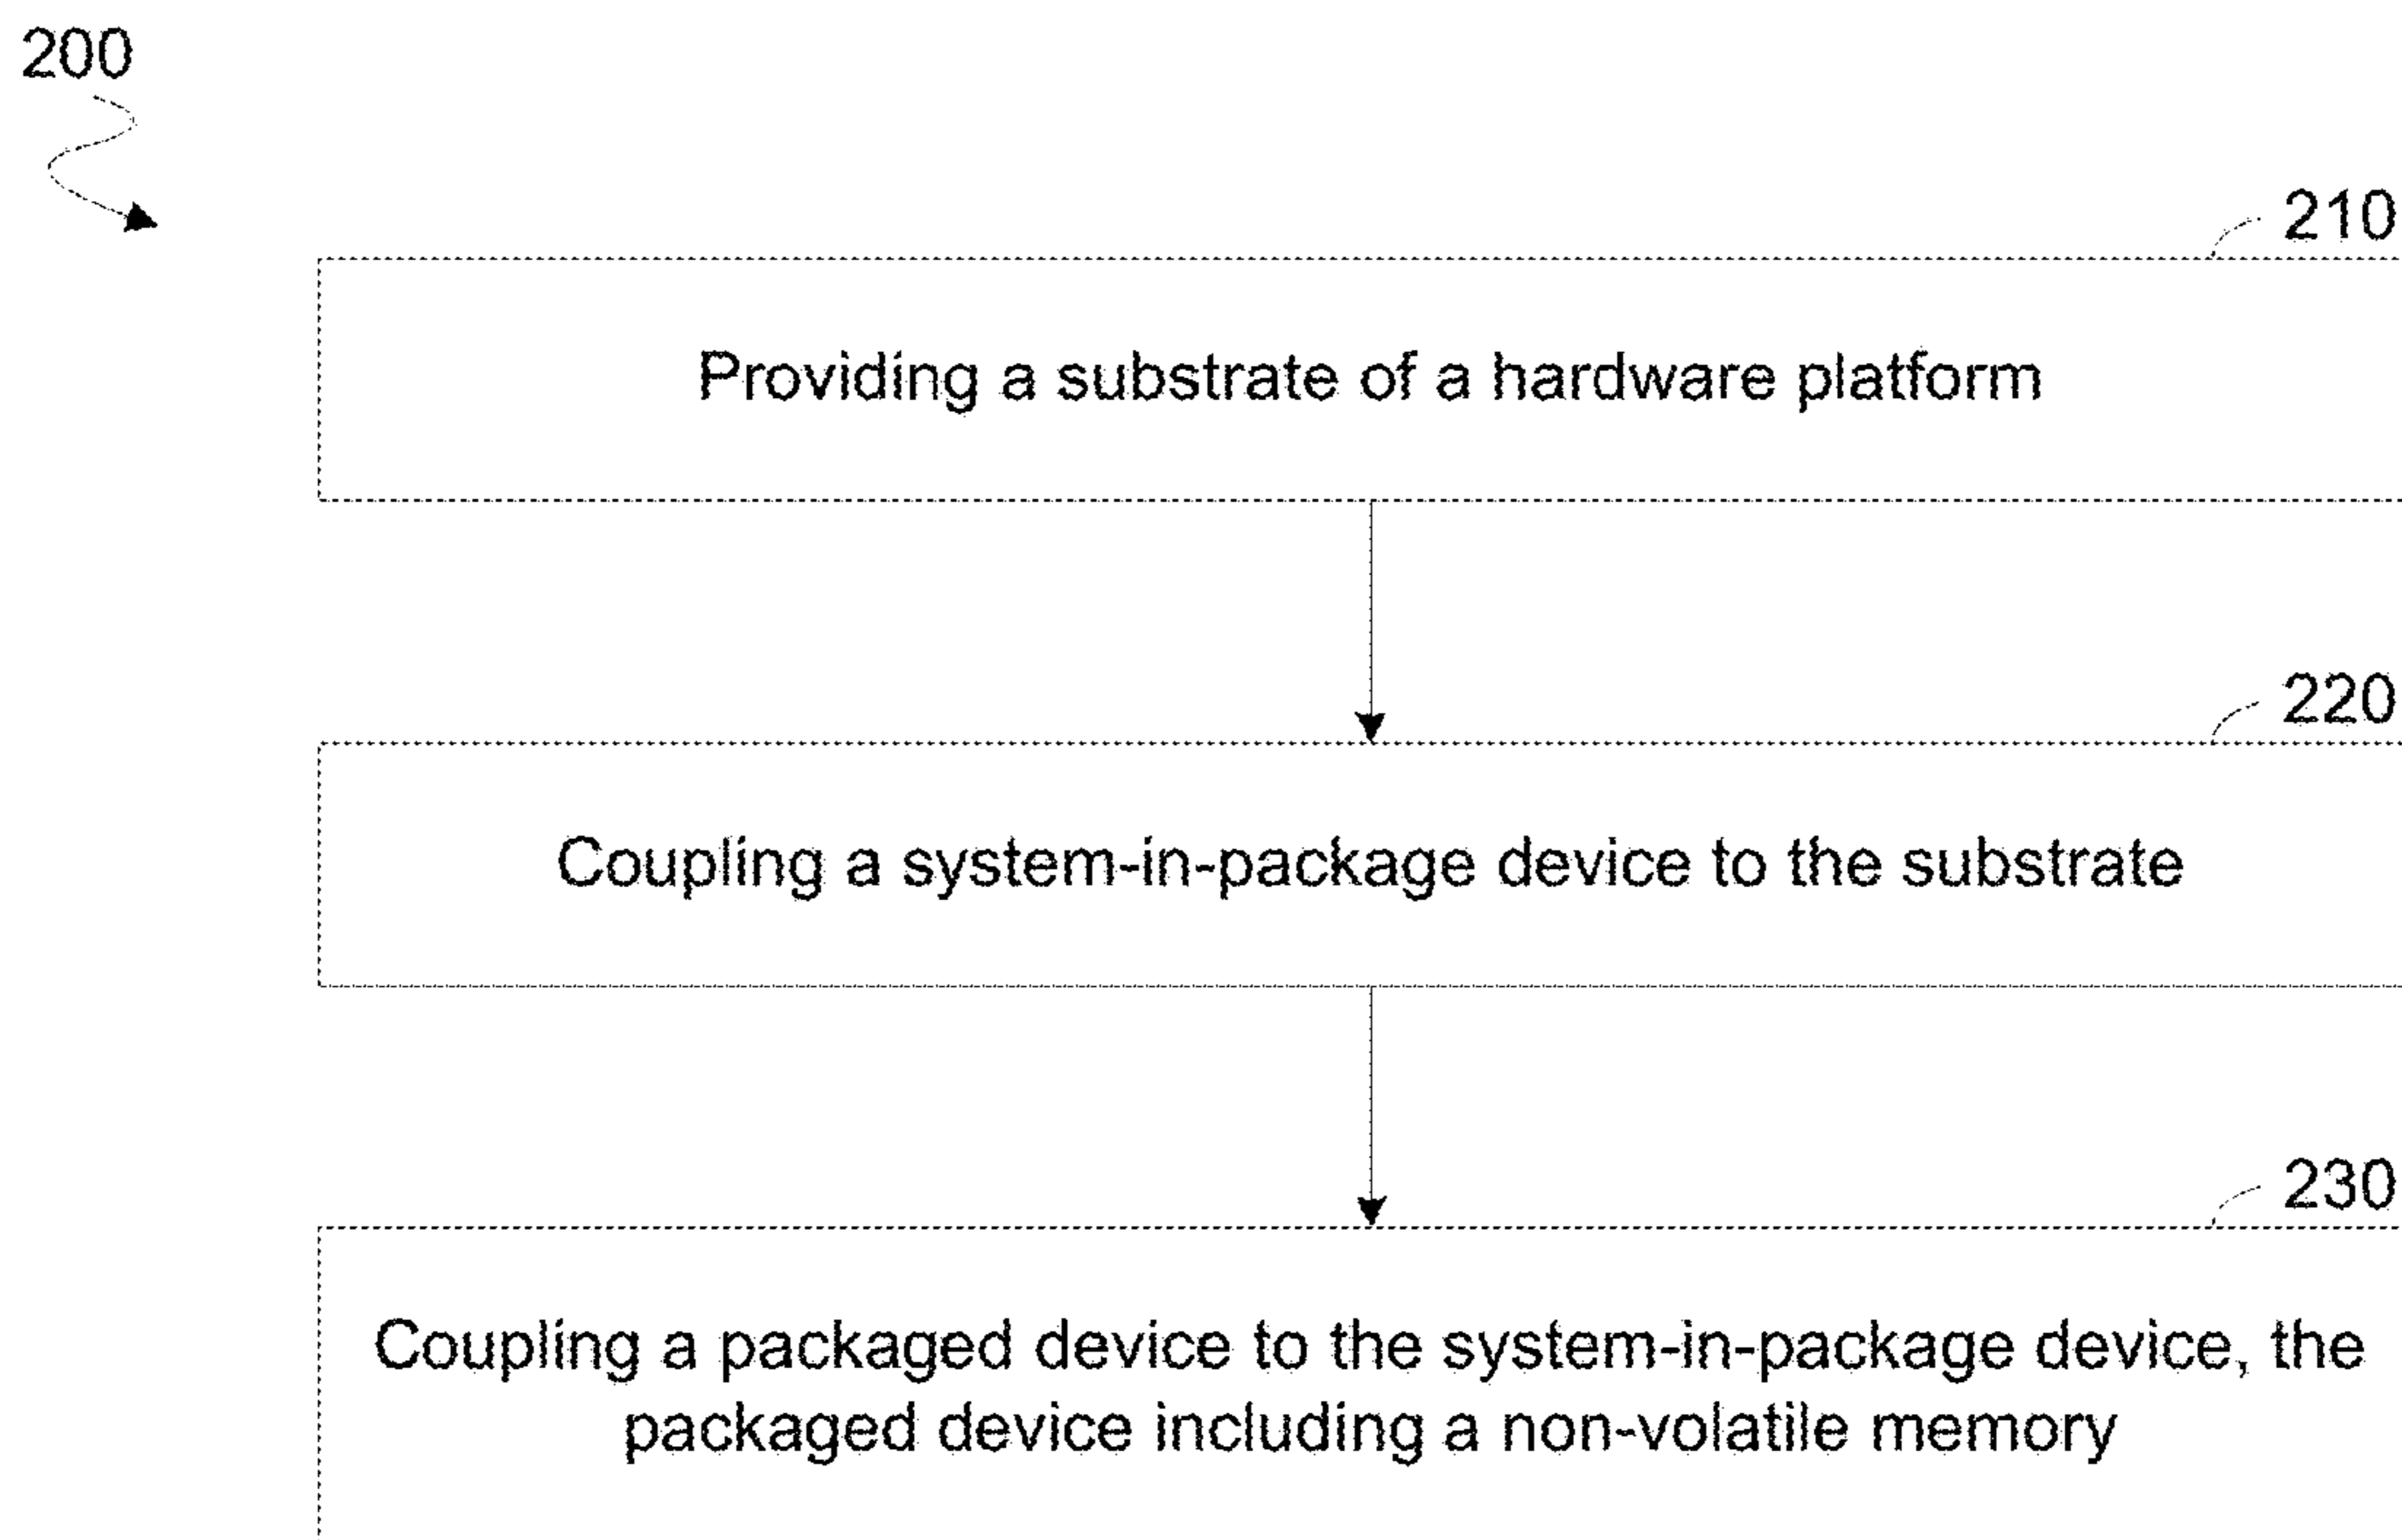 200
210
Providing a substrate of a hardware platform
220
Coupling a system-in-package device to the substrate
230
Coupling a packaged device to the system-in-package device, the
packaged device including a non-volatile memory